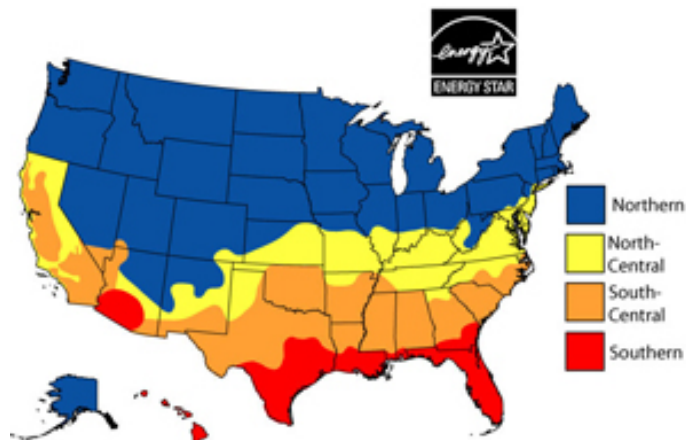 energy
ENERGY STAR
Northern
North-
Central
South-
Central
Southern